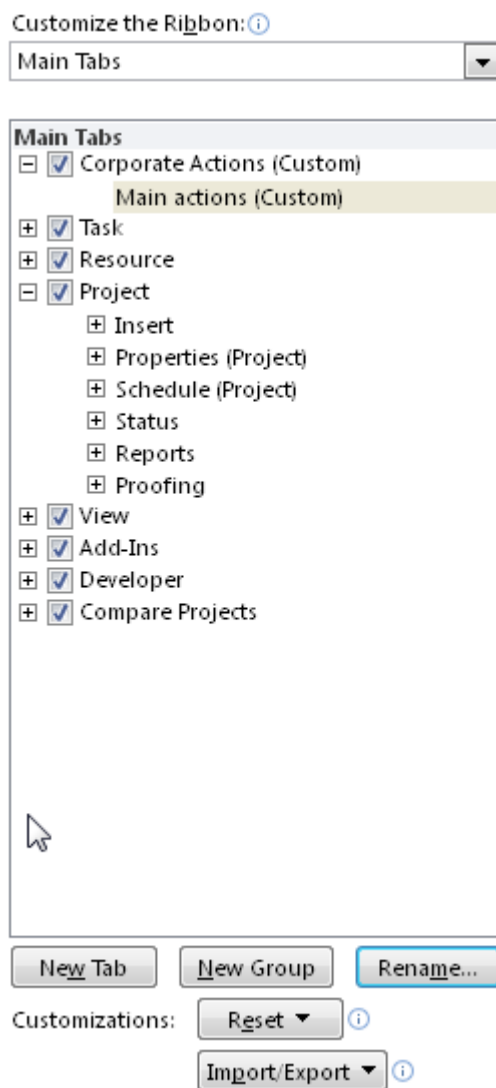 Customize the Ribbon:
Main Tabs
Main Tabs
Corporate Actions (Custom)
Main actions (Custom)
Task
Resource
Project
Insert
Properties (Project)
Schedule (Project)
Status
Reports
Proofing
View
Add-Ins
Developer
Compare Projects
New Tab New Group Rename...
Customizations: Reset
Import/Export